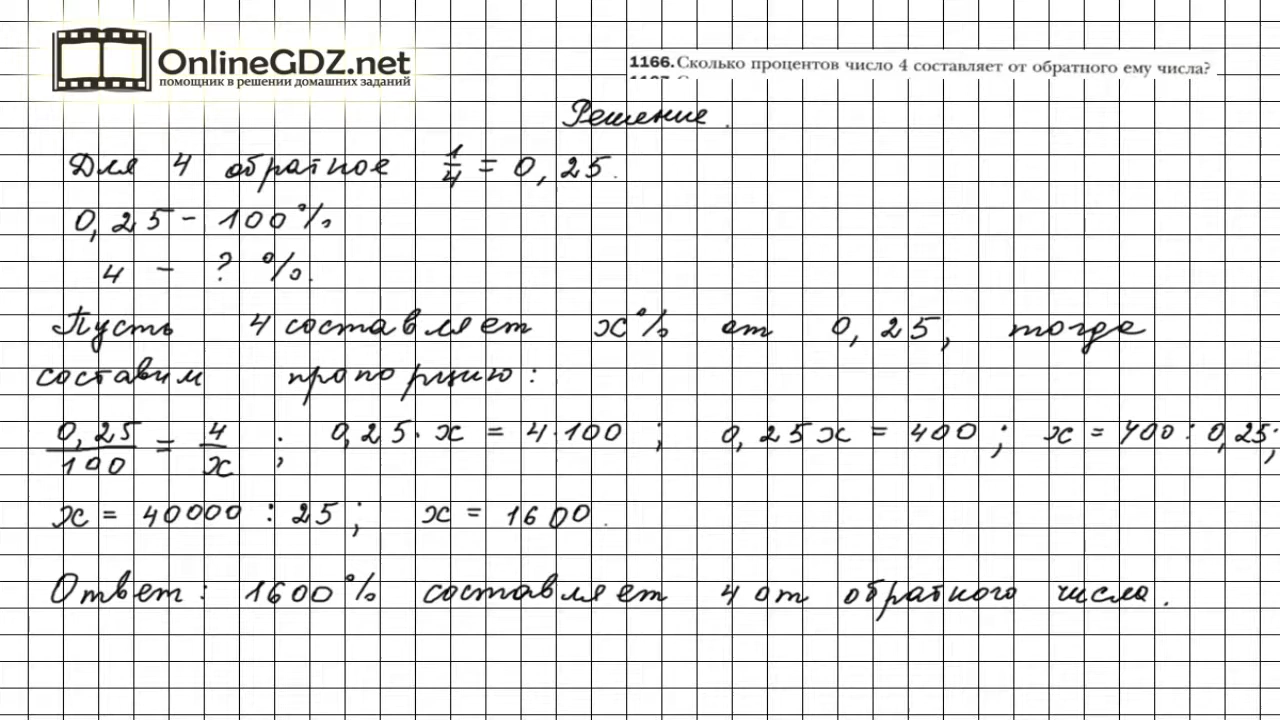 OnlineGDZ.net
помощник в решении домашних заданий
1166. Сколько процентов число 4 составляет от обратного ему числа?
Решение.
Для 4 обратное 1/4 = 0,25.
0,25 - 100%
4 - ? %.
Пусть 4 составляет x% от 0,25, тогда
составим пропорцию:
0,25/100 = 4/x ; 0,25·x = 4·100 ; 0,25x = 400 ; x = 400 : 0,25;
x = 40000 : 25; x = 1600.
Ответ: 1600% составляет 4 от обратного числа.